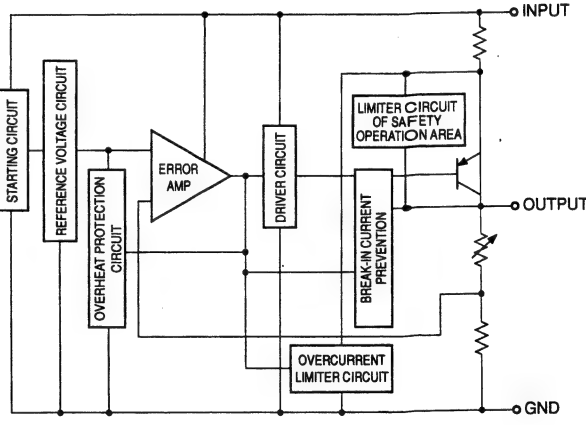 INPUT
STARTING CIRCUIT
REFERENCE VOLTAGE CIRCUIT
OVERHEAT PROTECTION
CIRCUIT
ERROR
AMP
DRIVER CIRCUIT
LIMITER CIRCUIT
OF SAFETY
OPERATION AREA
BREAK-IN CURRENT
PREVENTION
OUTPUT
OVERCURRENT
LIMITER CIRCUIT
GND